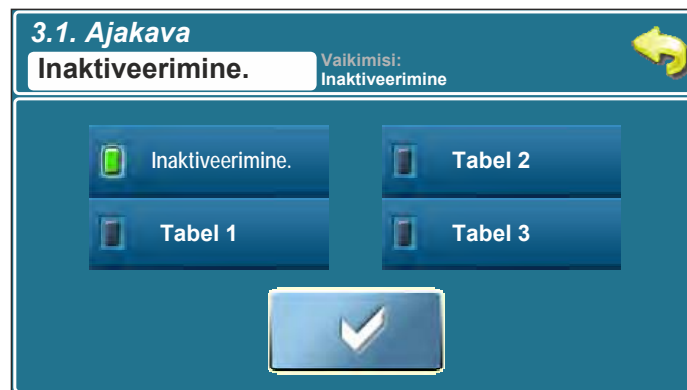 3.1. Ajakava
Inaktiveerimine.
Vaikimisi:
Inaktiveerimine
Inaktiveerimine.
Tabel 2
Tabel 1
Tabel 3